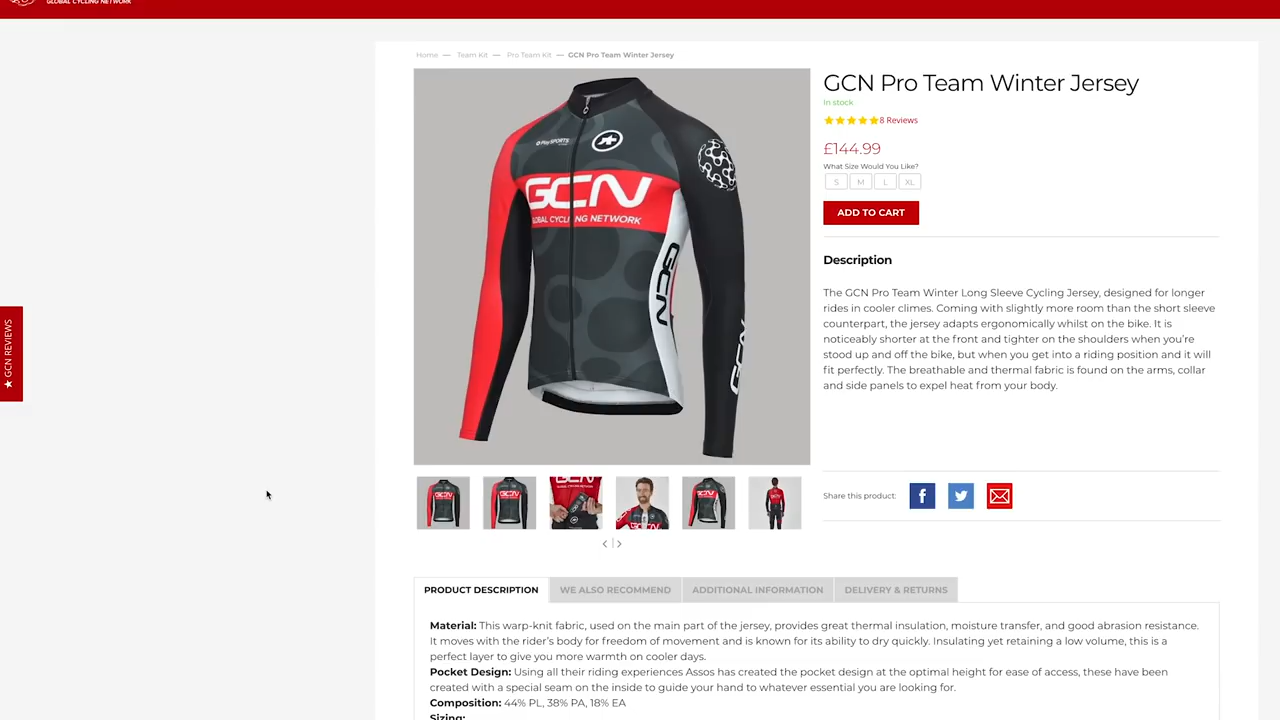 GLOBAL CYCLING NETWORK
Home — Team Kit — Pro Team Kit — GCN Pro Team Winter Jersey
GCN Pro Team Winter Jersey
In stock
8 Reviews
£144.99
What Size Would You Like?
S M L XL
ADD TO CART
PlaySPORTS
GCN
GLOBAL CYCLING NETWORK
GCN
GCN
Description
The GCN Pro Team Winter Long Sleeve Cycling Jersey, designed for longer
rides in cooler climes. Coming with slightly more room than the short sleeve
counterpart, the jersey adapts ergonomically whilst on the bike. It is
noticeably shorter at the front and tighter on the shoulders when you're
stood up and off the bike, but when you get into a riding position and it will
fit perfectly. The breathable and thermal fabric is found on the arms, collar
and side panels to expel heat from your body.
★ GCN REVIEWS
Share this product:
PRODUCT DESCRIPTION
WE ALSO RECOMMEND
ADDITIONAL INFORMATION
DELIVERY & RETURNS
Material: This warp-knit fabric, used on the main part of the jersey, provides great thermal insulation, moisture transfer, and good abrasion resistance.
It moves with the rider's body for freedom of movement and is known for its ability to dry quickly. Insulating yet retaining a low volume, this is a
perfect layer to give you more warmth on cooler days.
Pocket Design: Using all their riding experiences Assos has created the pocket design at the optimal height for ease of access, these have been
created with a special seam on the inside to guide your hand to whatever essential you are looking for.
Composition: 44% PL, 38% PA, 18% EA
Sizing: